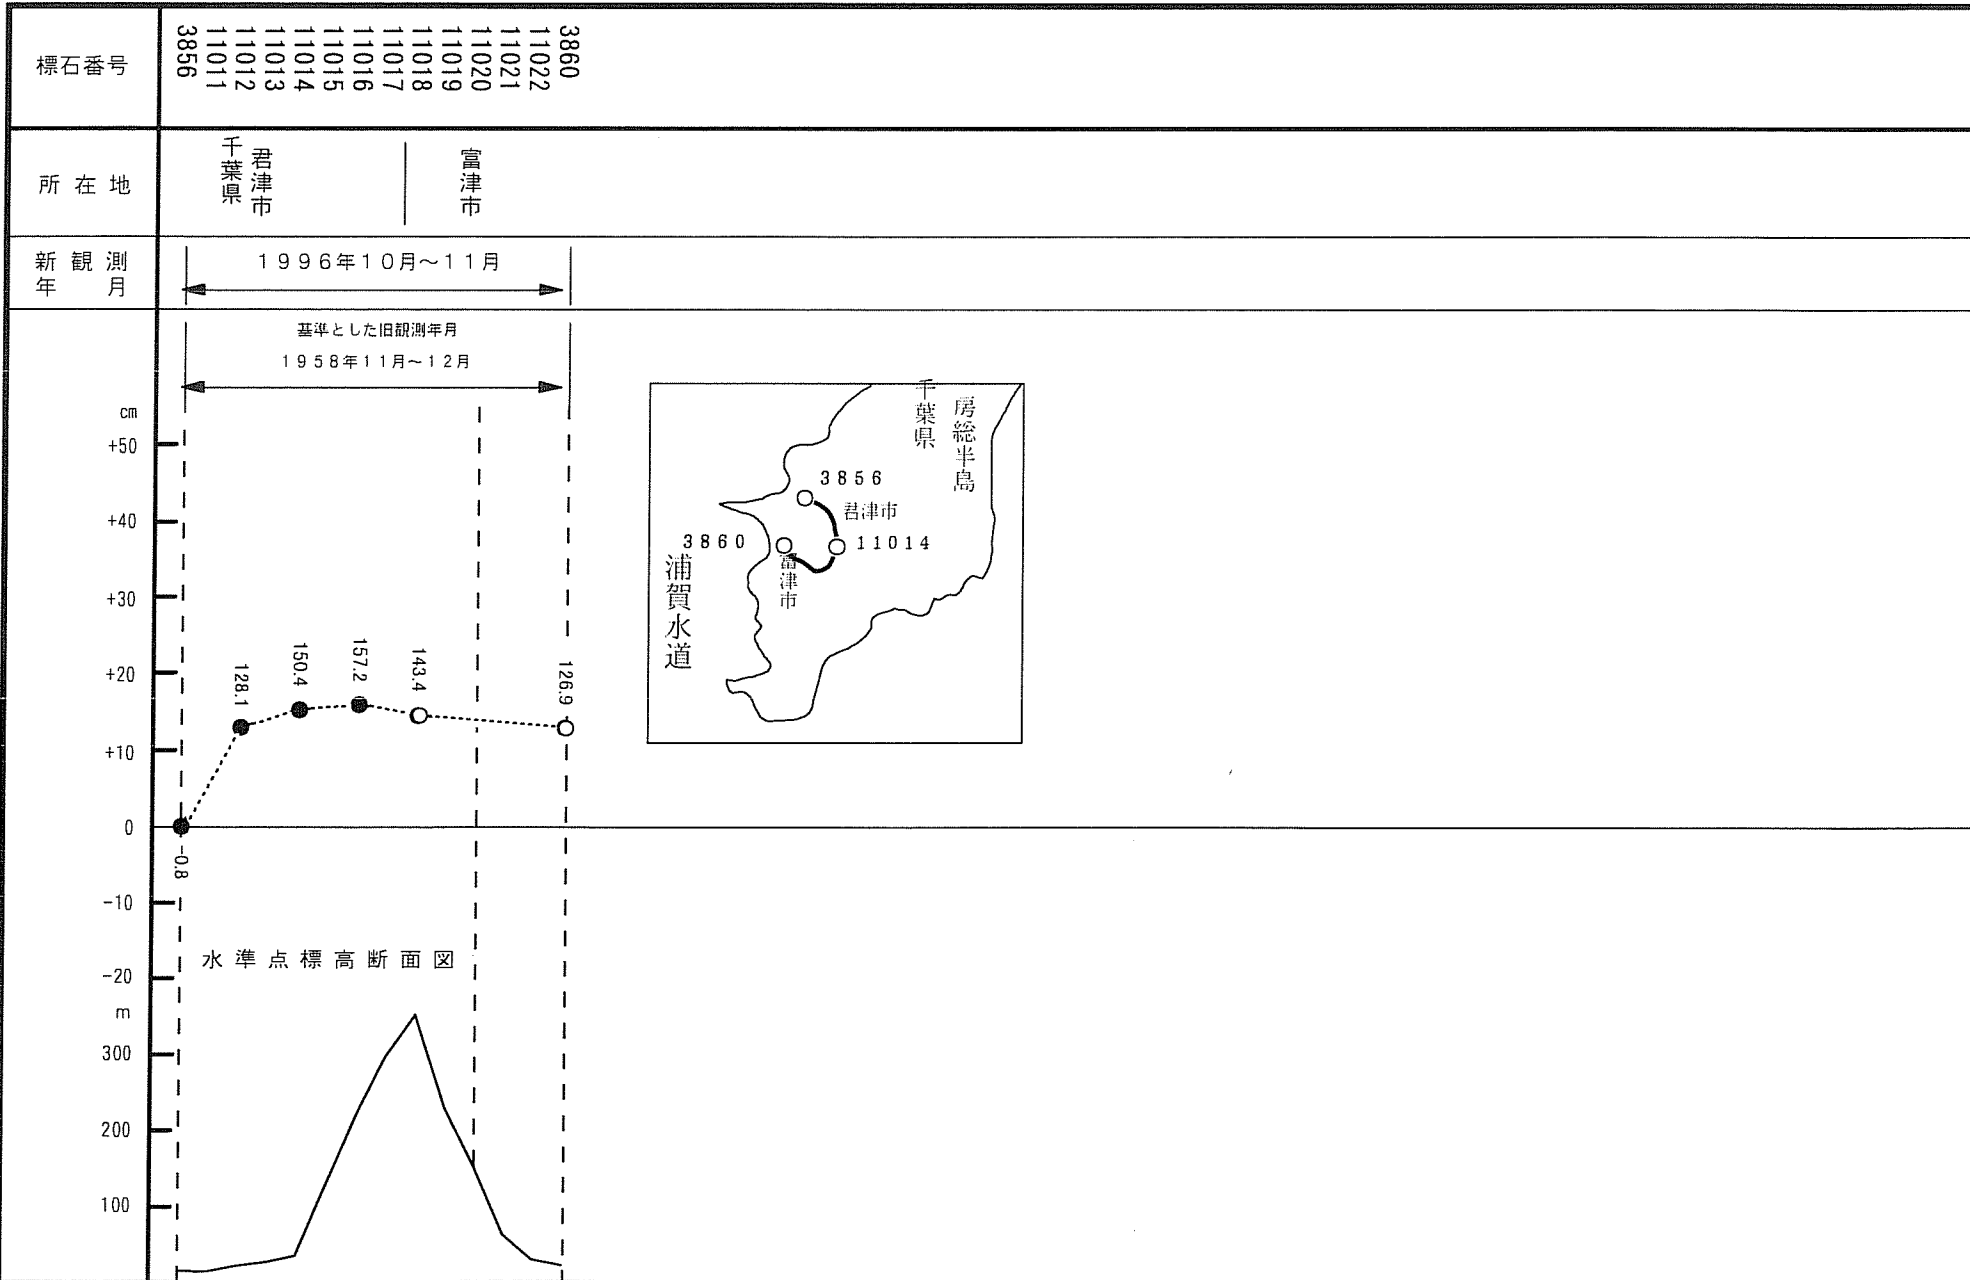 標石番号
3856
11011
11012
11013
11014
11015
11016
11017
11018
11019
11020
11021
11022
3860
所在地
千葉県
君津市
富津市
新観測
年月
1996年10月～11月
基準とした旧観測年月
1958年11月～12月
cm
+50
+40
+30
+20
+10
0
-10
-20
m
300
200
100
-0.8
128.1
150.4
157.2
143.4
126.9
水準点標高断面図
千葉県
房総半島
3856
君津市
3860
11014
富津市
浦賀水道